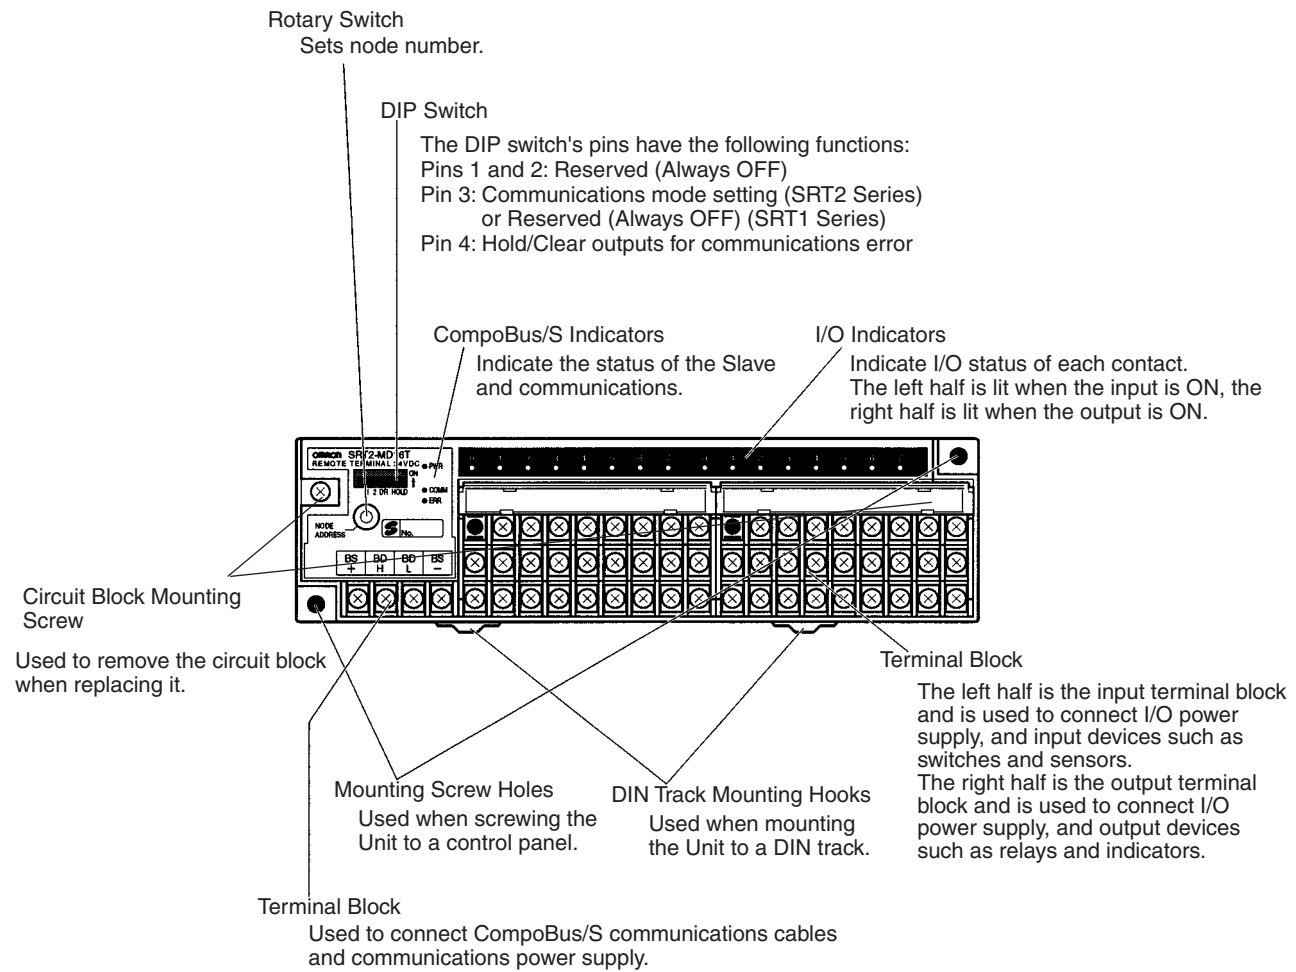 Rotary Switch
Sets node number.
DIP Switch
The DIP switch's pins have the following functions:
Pins 1 and 2: Reserved (Always OFF)
Pin 3: Communications mode setting (SRT2 Series)
or Reserved (Always OFF) (SRT1 Series)
Pin 4: Hold/Clear outputs for communications error
CompoBus/S Indicators
Indicate the status of the Slave
and communications.
I/O Indicators
Indicate I/O status of each contact.
The left half is lit when the input is ON, the
right half is lit when the output is ON.
OMRON SRT2-MD16T
REMOTE TERMINAL
PWR
ON
1 2 DR HOLD
COMM
ERR
NODE
ADDRESS
No.
BS BD BD BS
+ H L −
Circuit Block Mounting
Screw
Used to remove the circuit block
when replacing it.
Mounting Screw Holes
Used when screwing the
Unit to a control panel.
DIN Track Mounting Hooks
Used when mounting
the Unit to a DIN track.
Terminal Block
The left half is the input terminal block
and is used to connect I/O power
supply, and input devices such as
switches and sensors.
The right half is the output terminal
block and is used to connect I/O
power supply, and output devices
such as relays and indicators.
Terminal Block
Used to connect CompoBus/S communications cables
and communications power supply.